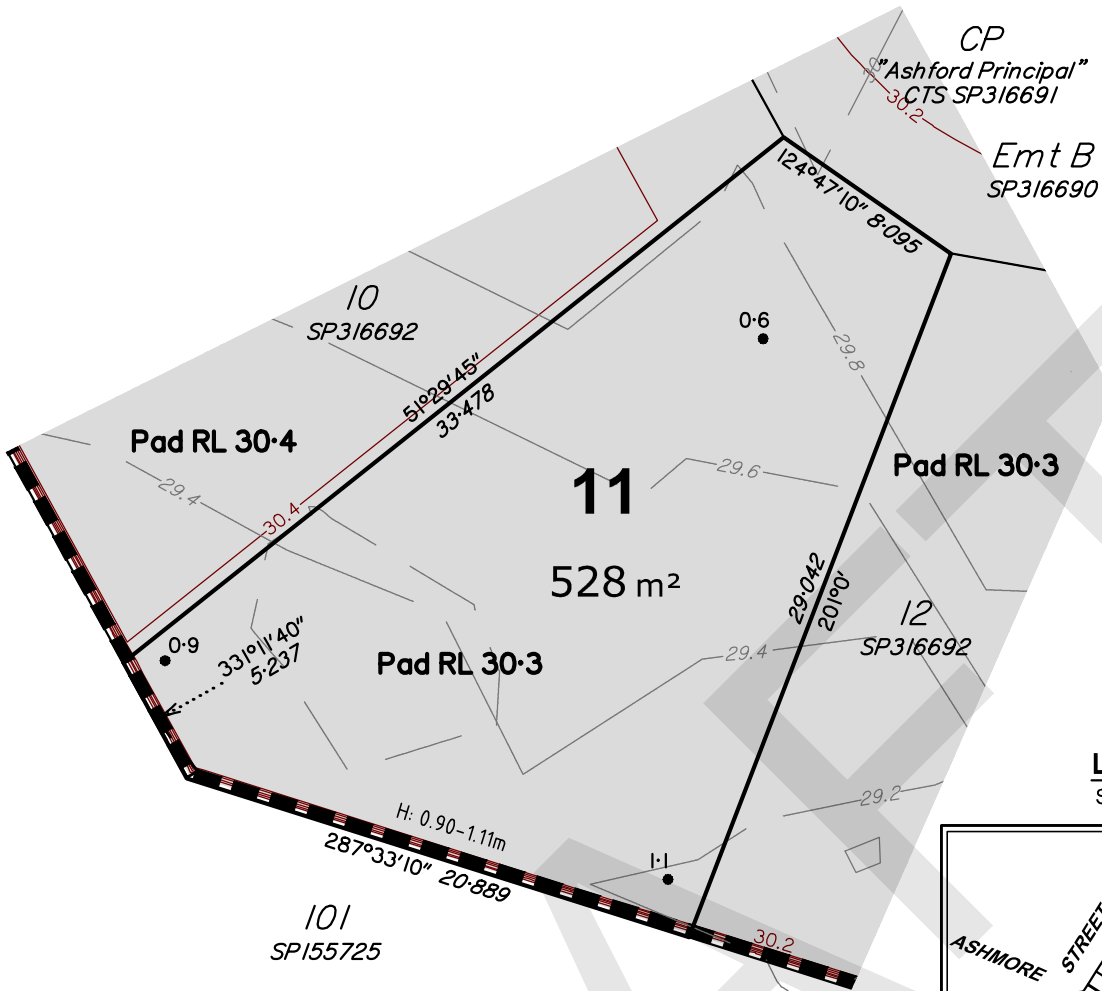 CP
"Ashford Principal"
CTS SP316691
30
30.2
Emt B
SP316690
124°47'10" 8·095
10
SP316692
0·6
29.8
51°29'45"
33·478
Pad RL 30·4
29.4
30.4
11
29.6
Pad RL 30·3
528 m²
29·042
201°0'
12
SP316692
0·9
331°11'40"
5·237
Pad RL 30·3
29.4
29.2
H: 0.90-1.11m
287°33'10" 20·889
1·1
101
SP155725
30.2
L
S
ASHMORE
STREET